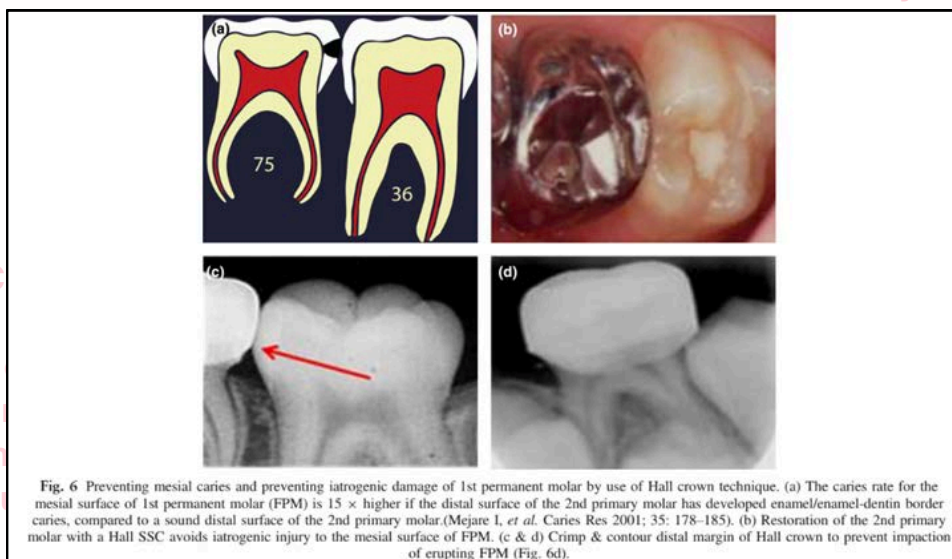 (a)
75
36
(b)
(c)
(d)
Fig. 6 Preventing mesial caries and preventing iatrogenic damage of 1st permanent molar by use of Hall crown technique. (a) The caries rate for the
mesial surface of 1st permanent molar (FPM) is 15 × higher if the distal surface of the 2nd primary molar has developed enamel/enamel-dentin border
caries, compared to a sound distal surface of the 2nd primary molar.(Mejare I, et al. Caries Res 2001; 35: 178–185). (b) Restoration of the 2nd primary
molar with a Hall SSC avoids iatrogenic injury to the mesial surface of FPM. (c & d) Crimp & contour distal margin of Hall crown to prevent impaction
of erupting FPM (Fig. 6d).